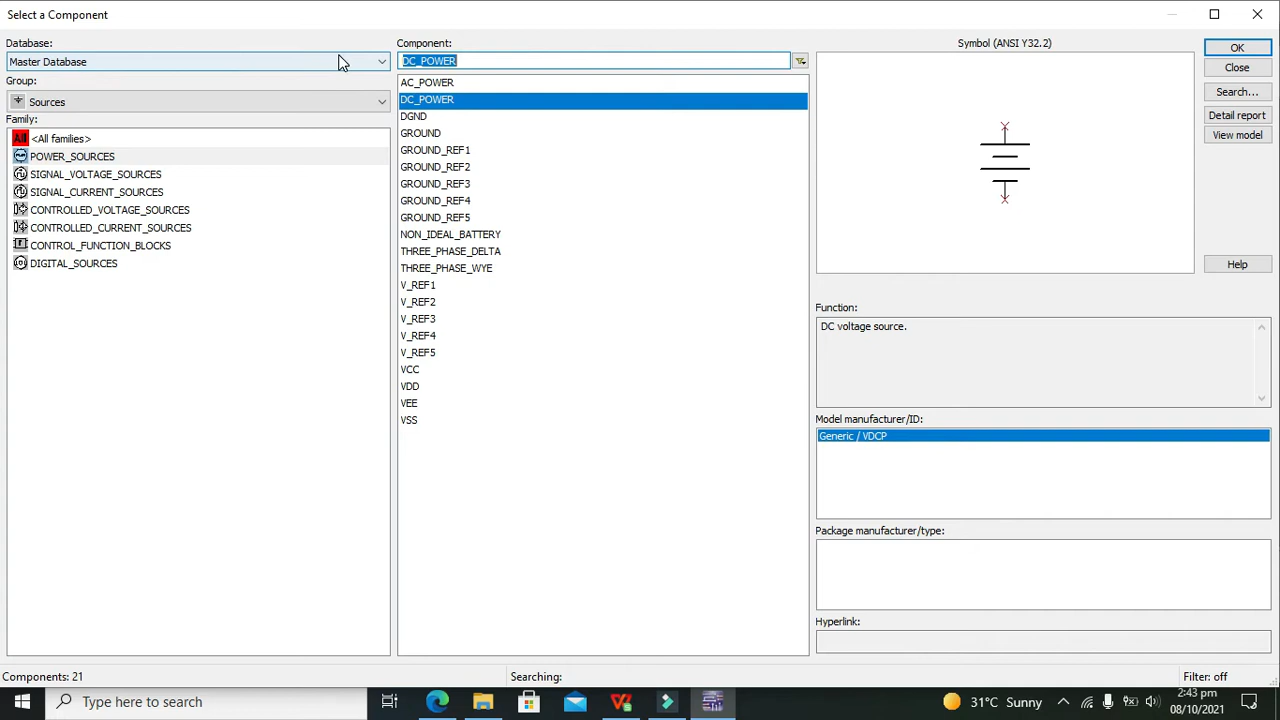 Select a Component
Database:
Master Database
Group:
Sources
Family:
All <All families>
POWER_SOURCES
SIGNAL_VOLTAGE_SOURCES
SIGNAL_CURRENT_SOURCES
CONTROLLED_VOLTAGE_SOURCES
CONTROLLED_CURRENT_SOURCES
CONTROL_FUNCTION_BLOCKS
DIGITAL_SOURCES
Component:
DC_POWER
AC_POWER
DC_POWER
DGND
GROUND
GROUND_REF1
GROUND_REF2
GROUND_REF3
GROUND_REF4
GROUND_REF5
NON_IDEAL_BATTERY
THREE_PHASE_DELTA
THREE_PHASE_WYE
V_REF1
V_REF2
V_REF3
V_REF4
V_REF5
VCC
VDD
VEE
VSS
Symbol (ANSI Y32.2)
OK
Close
Search...
Detail report
View model
Help
Function:
DC voltage source.
Model manufacturer/ID:
Generic / VDCP
Package manufacturer/type:
Hyperlink:
Components: 21
Searching:
Filter: off
Type here to search
31°C Sunny
2:43 pm
08/10/2021